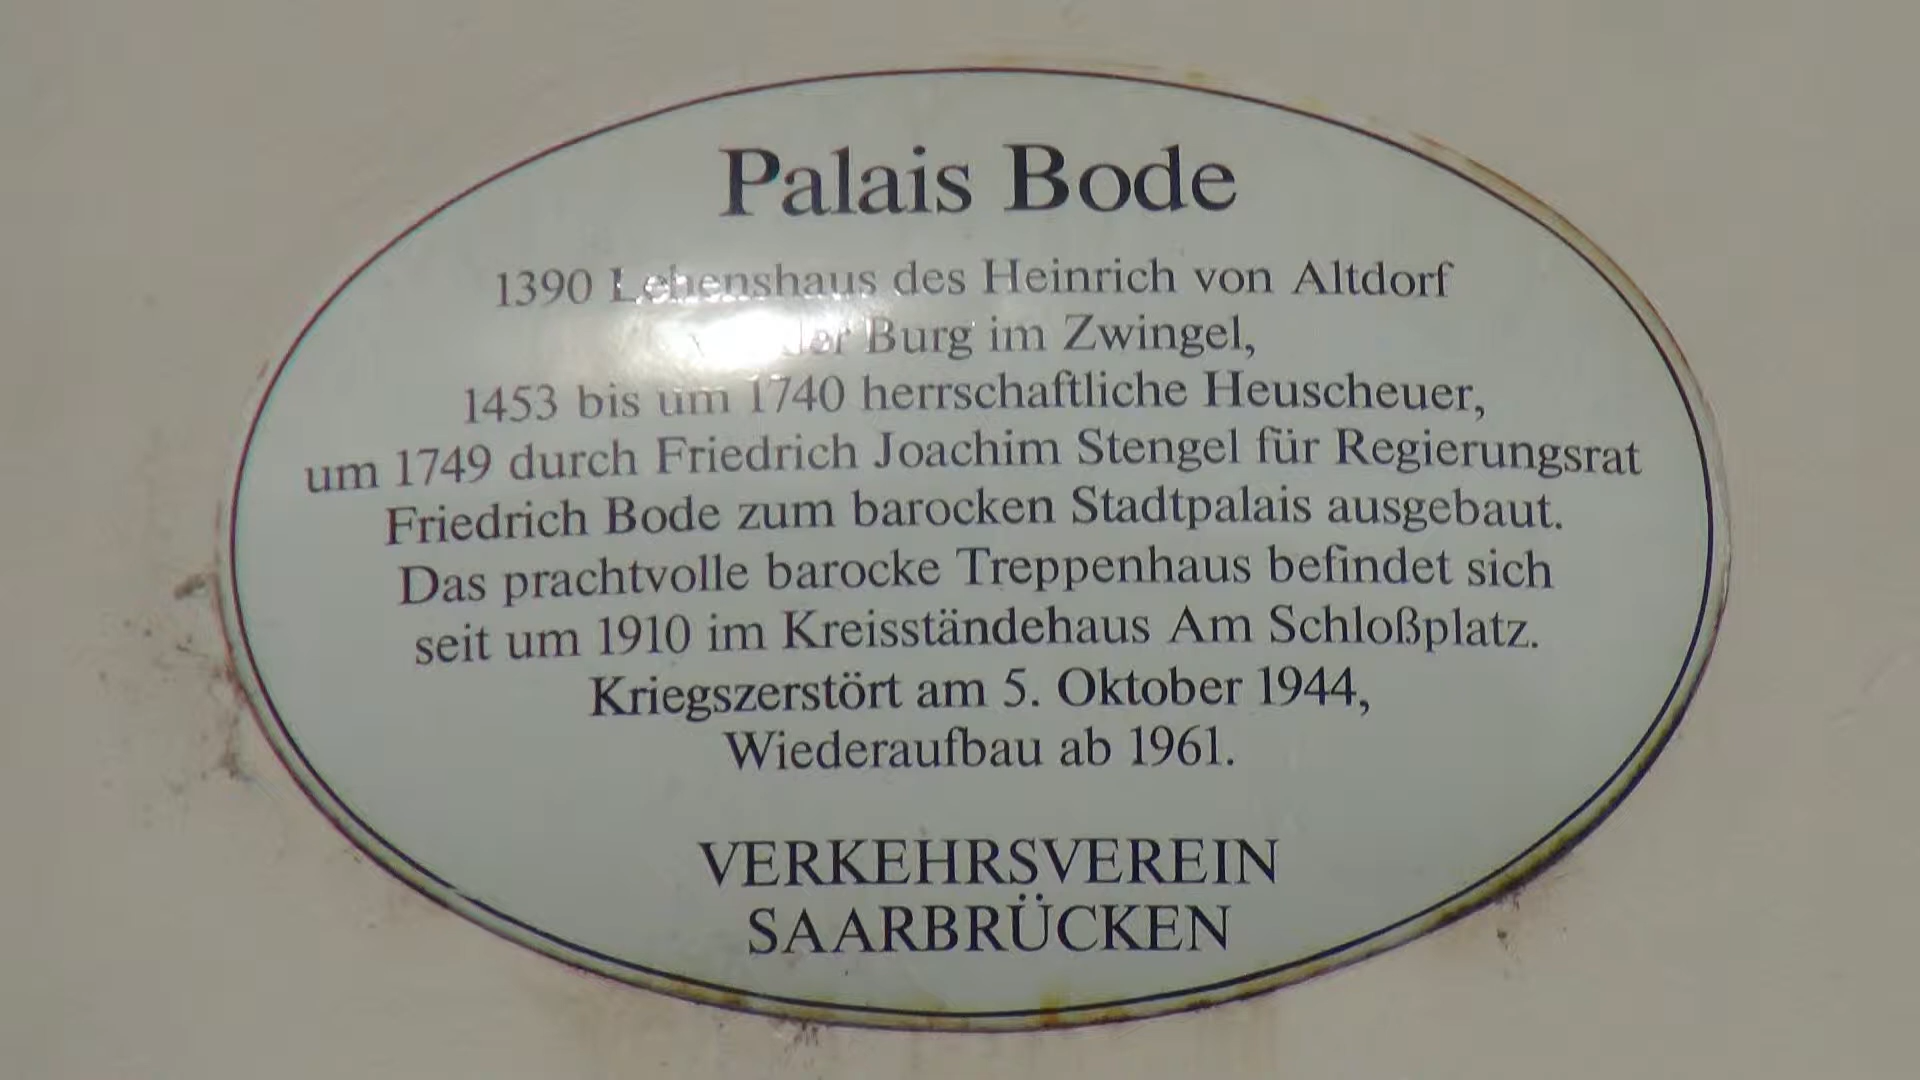 Palais Bode
1390 Lehenshaus des Heinrich von Altdorf
der Burg im Zwingel,
1453 bis um 1740 herrschaftliche Heuscheuer,
um 1749 durch Friedrich Joachim Stengel für Regierungsrat
Friedrich Bode zum barocken Stadtpalais ausgebaut.
Das prachtvolle barocke Treppenhaus befindet sich
seit um 1910 im Kreisständehaus Am Schloßplatz.
Kriegszerstört am 5. Oktober 1944,
Wiederaufbau ab 1961.
VERKEHRSVEREIN
SAARBRÜCKEN